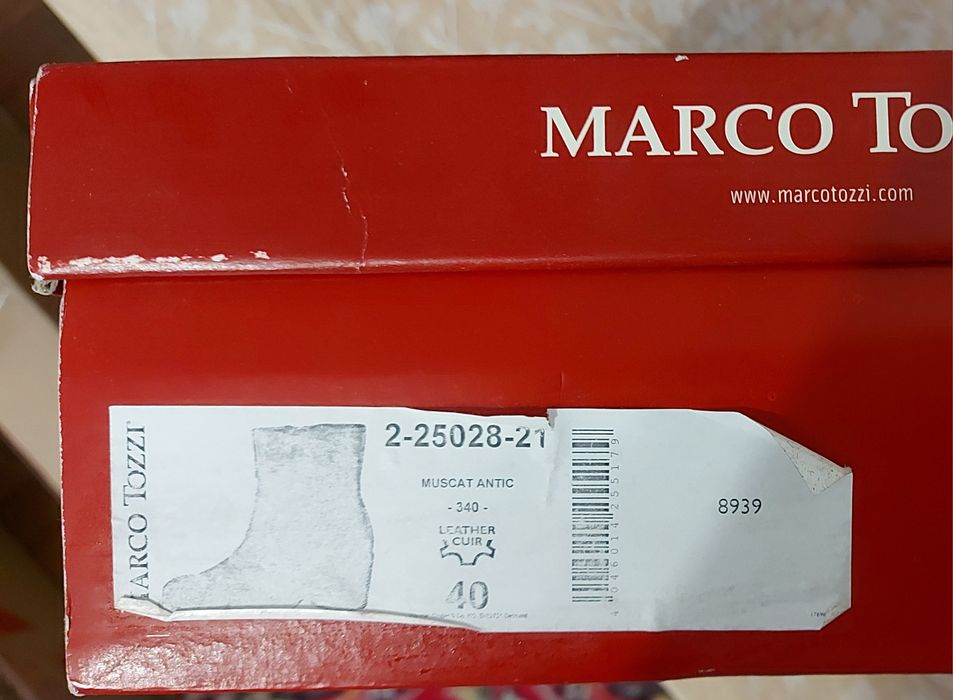 MARCO TO
www.marcotozzi.com
MARCO TOZZI
2-25028-21
MUSCAT ANTIC
- 340 -
LEATHER
CUIR
40
8939